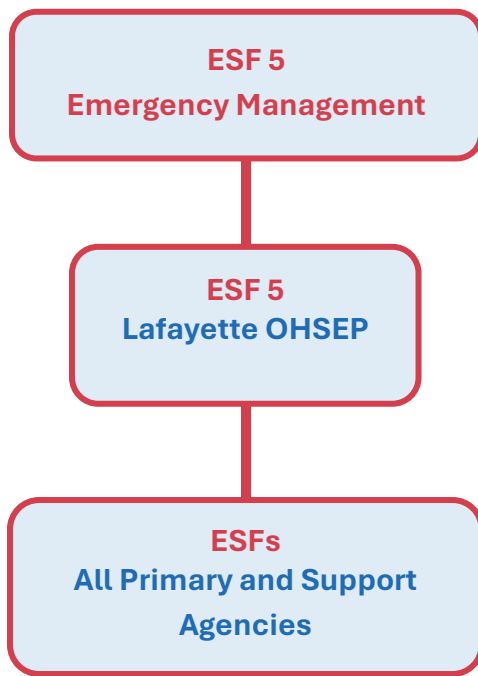 ESF 5
Emergency Management
ESF 5
Lafayette OHSEP
ESFs
All Primary and Support
Agencies